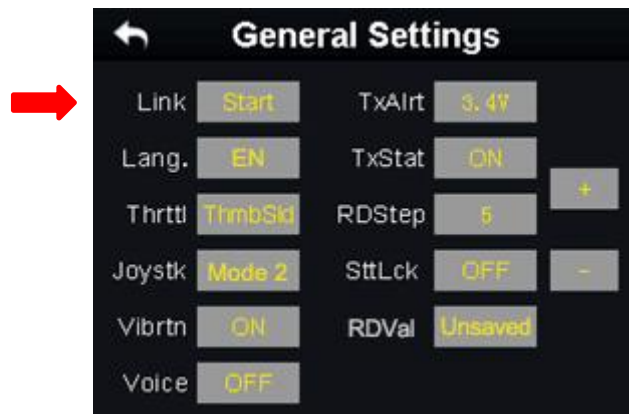 General Settings
Link Start TxAlrt 3.4V
Lang. EN TxStat ON
+
Thrttl ThmbSld RDStep 5
Joystk Mode 2 SttLck OFF -
Vibrtn ON RDVal Unsaved
Voice OFF